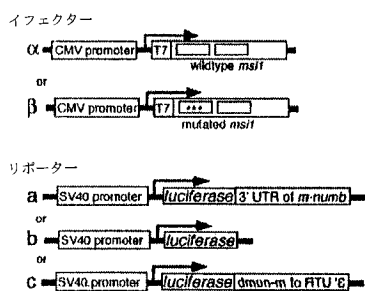 イフェクター
α CMV promoter T7
wildtype msi1
or
β CMV promoter T7 ***
mutated msi1
リポーター
a SV40 promoter luciferase 3' UTR of m-numb
or
b SV40 promoter luciferase
or
c SV40 promoter luciferase dmun-m to RTU '3